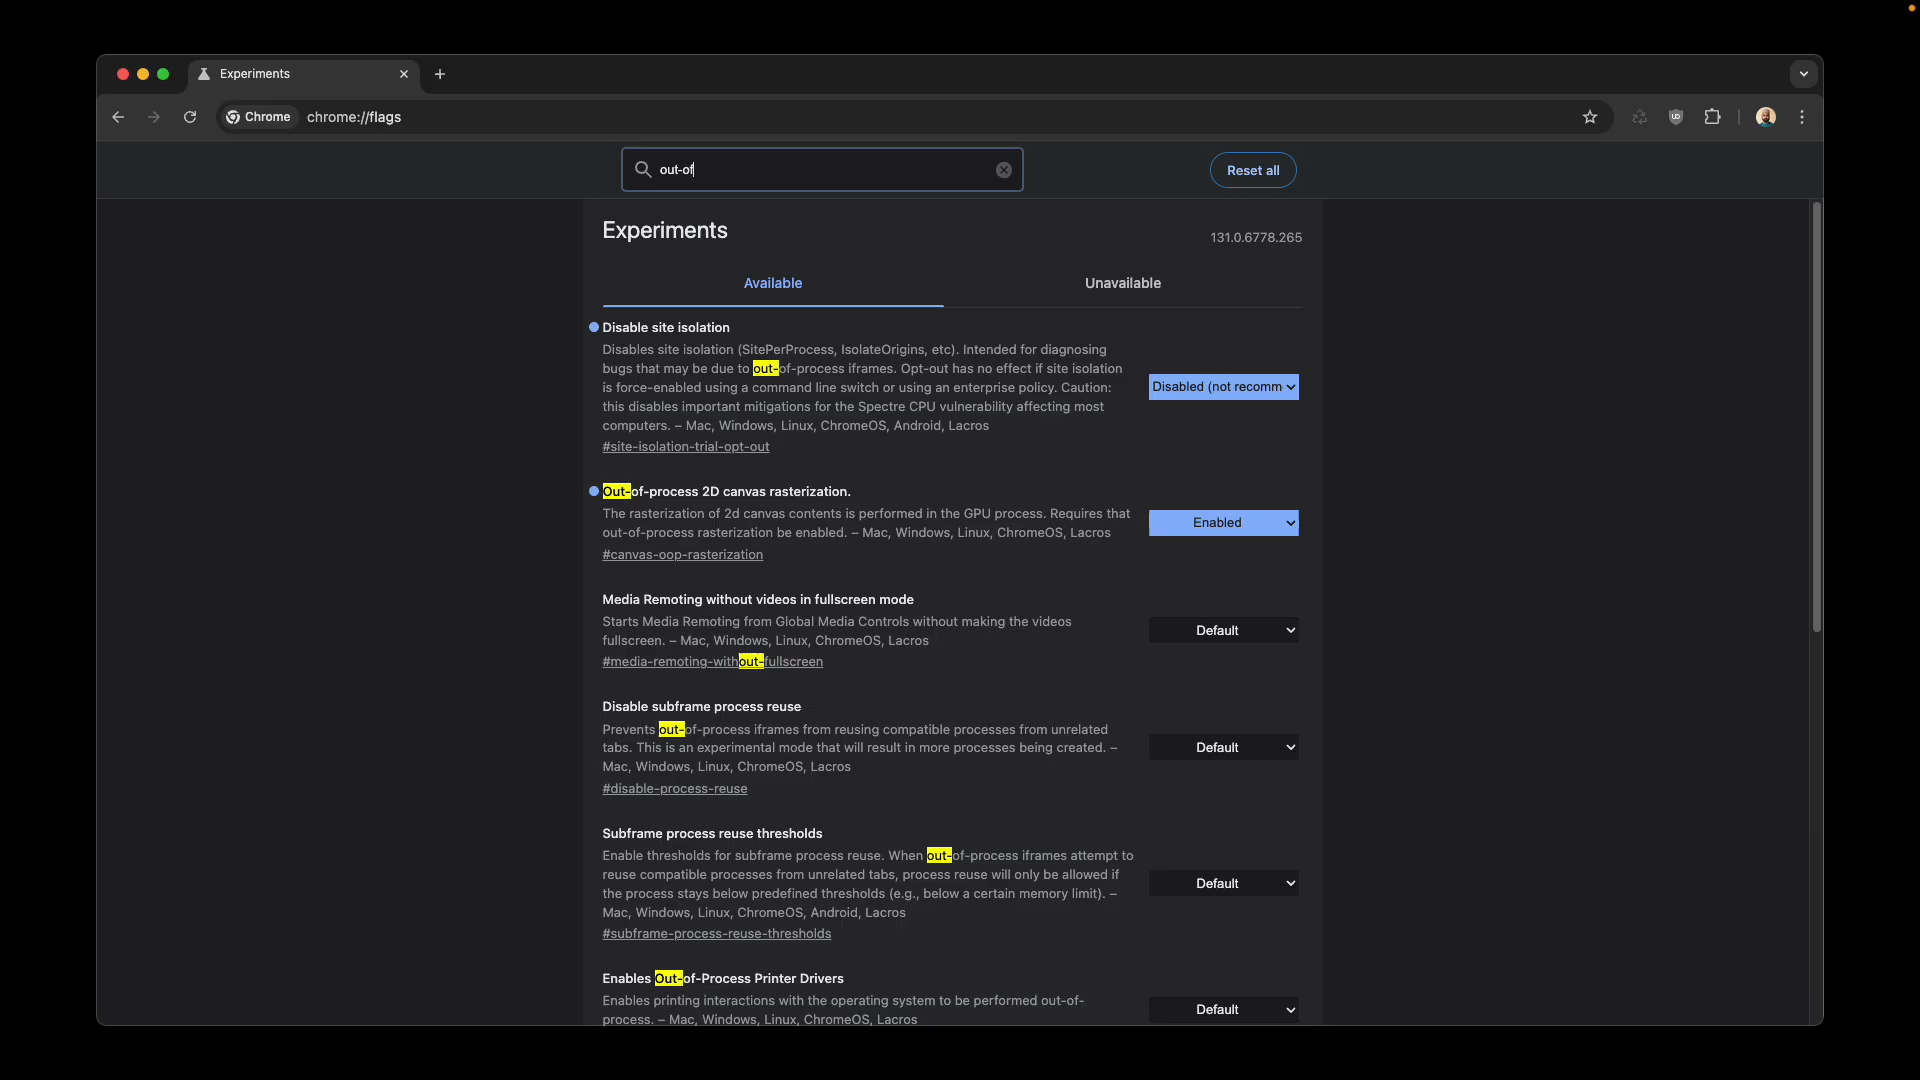 Experiments
Chrome
chrome://flags
out-of
Reset all
Experiments
131.0.6778.265
Available
Unavailable
Disable site isolation
Disables site isolation (SitePerProcess, IsolateOrigins, etc). Intended for diagnosing
bugs that may be due to out-of-process iframes. Opt-out has no effect if site isolation
is force-enabled using a command line switch or using an enterprise policy. Caution:
this disables important mitigations for the Spectre CPU vulnerability affecting most
computers. – Mac, Windows, Linux, ChromeOS, Android, Lacros
#site-isolation-trial-opt-out
Disabled (not recomm
Out-of-process 2D canvas rasterization.
The rasterization of 2d canvas contents is performed in the GPU process. Requires that
out-of-process rasterization be enabled. – Mac, Windows, Linux, ChromeOS, Lacros
#canvas-oop-rasterization
Enabled
Media Remoting without videos in fullscreen mode
Starts Media Remoting from Global Media Controls without making the videos
fullscreen. – Mac, Windows, Linux, ChromeOS, Lacros
#media-remoting-without-fullscreen
Default
Disable subframe process reuse
Prevents out-of-process iframes from reusing compatible processes from unrelated
tabs. This is an experimental mode that will result in more processes being created. –
Mac, Windows, Linux, ChromeOS, Lacros
#disable-process-reuse
Default
Subframe process reuse thresholds
Enable thresholds for subframe process reuse. When out-of-process iframes attempt to
reuse compatible processes from unrelated tabs, process reuse will only be allowed if
the process stays below predefined thresholds (e.g., below a certain memory limit). –
Mac, Windows, Linux, ChromeOS, Android, Lacros
#subframe-process-reuse-thresholds
Default
Enables Out-of-Process Printer Drivers
Enables printing interactions with the operating system to be performed out-of-
process. – Mac, Windows, Linux, ChromeOS, Lacros
Default